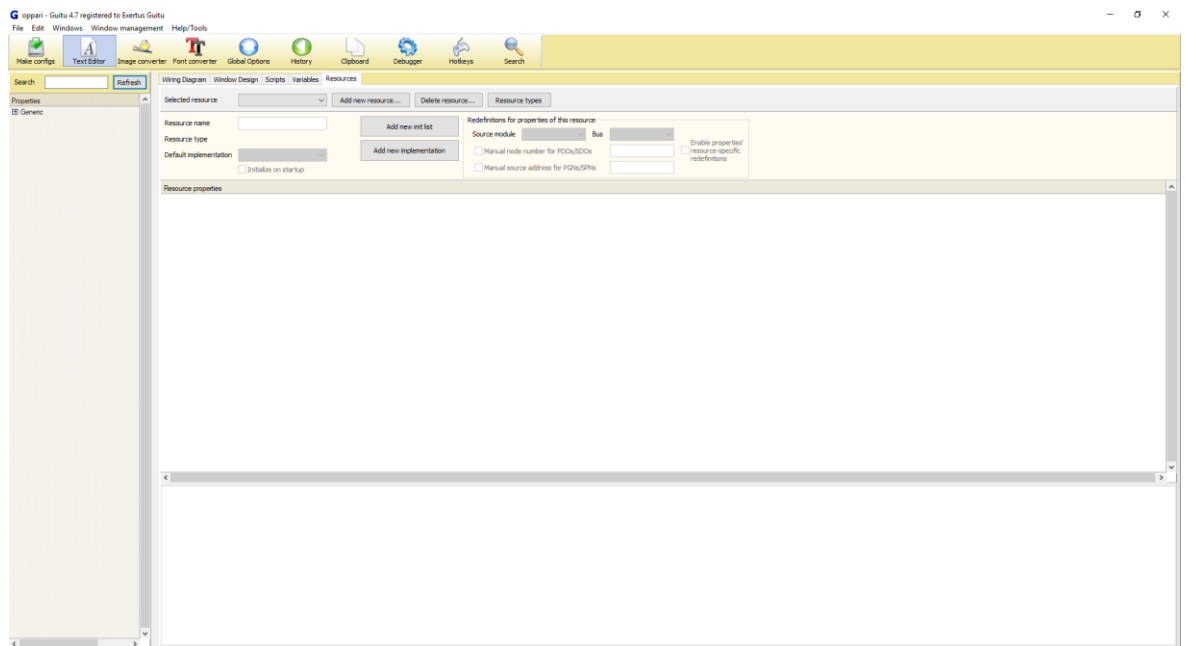 G oppari - Guitu 4.7 registered to Exertus Guitu
File Edit Windows Window management Help/Tools
Make configs Text Editor Image converter Font converter Global Options History Clipboard Debugger Hotkeys Search
Search Refresh
Wiring Diagram Window Design Scripts Variables Resources
Properties
Generic
Selected resource Add new resource... Delete resource... Resource types
Resource name Add new init list
Resource type
Default implementation Add new implementation
Initialize on startup
Redefinitions for properties of this resource
Source module Bus
Manual node number for PDOs/SDOs
Manual source address for PGNs/SPNs
Enable properties'
resource-specific
redefinitions
Resource properties